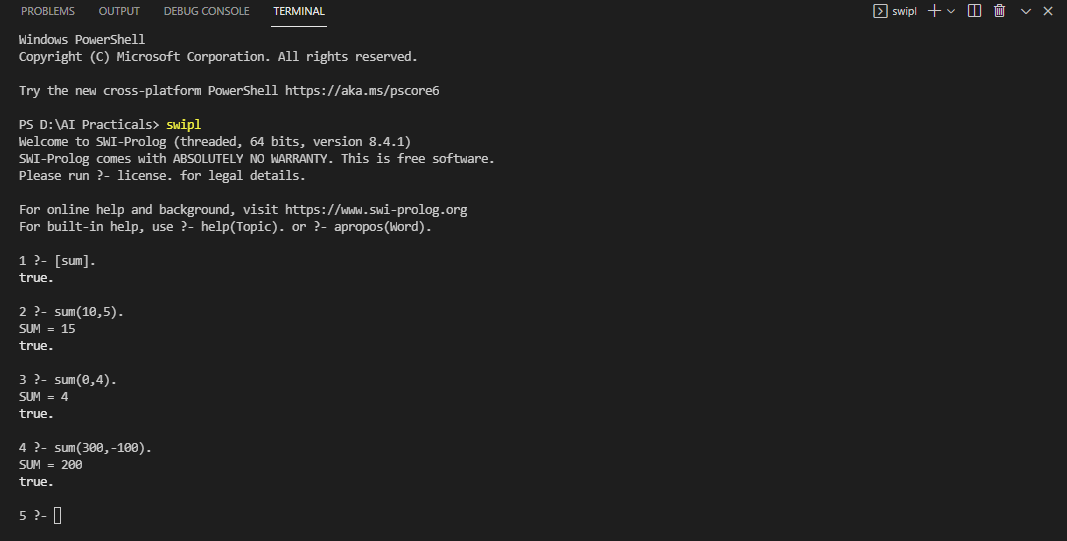 PROBLEMS OUTPUT DEBUG CONSOLE TERMINAL swipl
Windows PowerShell
Copyright (C) Microsoft Corporation. All rights reserved.
Try the new cross-platform PowerShell https://aka.ms/pscore6
PS D:\AI Practicals> swipl
Welcome to SWI-Prolog (threaded, 64 bits, version 8.4.1)
SWI-Prolog comes with ABSOLUTELY NO WARRANTY. This is free software.
Please run ?- license. for legal details.
For online help and background, visit https://www.swi-prolog.org
For built-in help, use ?- help(Topic). or ?- apropos(Word).
1 ?- [sum].
true.
2 ?- sum(10,5).
SUM = 15
true.
3 ?- sum(0,4).
SUM = 4
true.
4 ?- sum(300,-100).
SUM = 200
true.
5 ?-